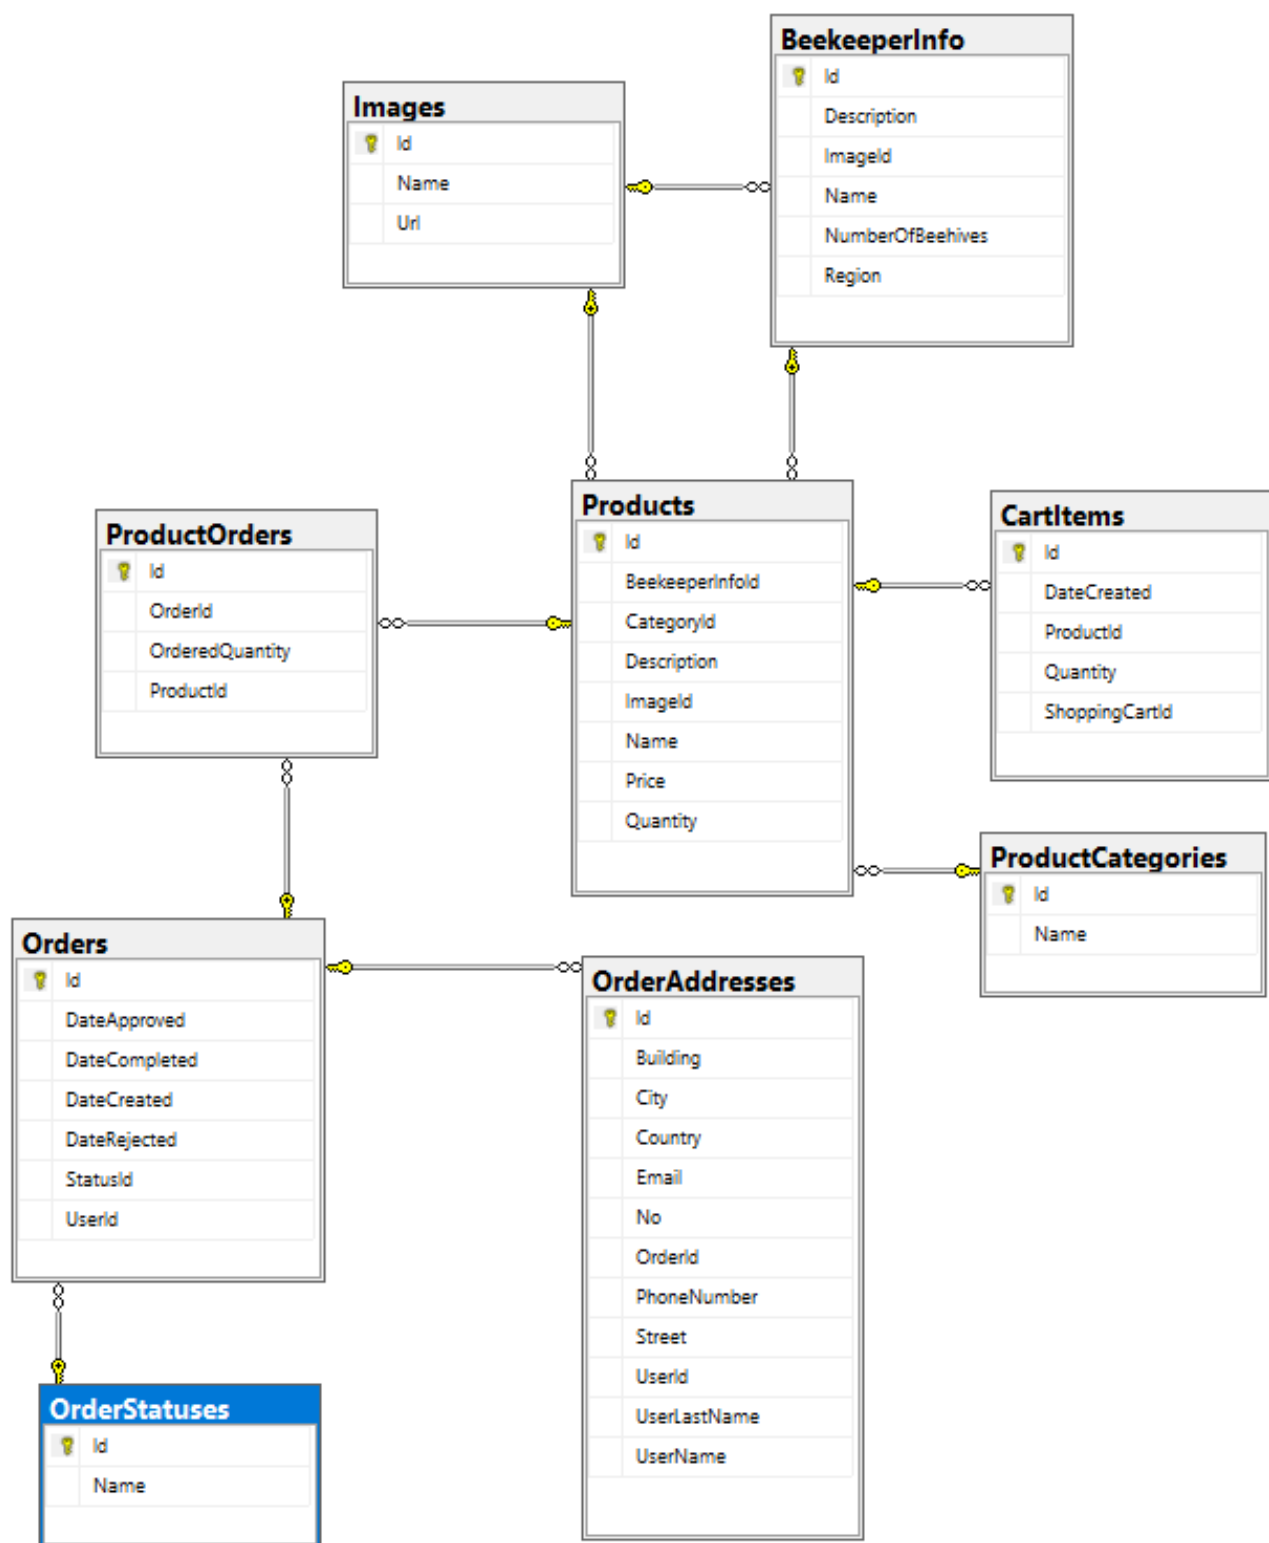 BeekeeperInfo
Id
Description
ImageId
Name
NumberOfBeehives
Region
Images
Id
Name
Url
Products
Id
BeekeeperInfoId
CategoryId
Description
ImageId
Name
Price
Quantity
ProductOrders
Id
OrderId
OrderedQuantity
ProductId
CartItems
Id
DateCreated
ProductId
Quantity
ShoppingCartId
ProductCategories
Id
Name
Orders
Id
DateApproved
DateCompleted
DateCreated
DateRejected
StatusId
UserId
OrderAddresses
Id
Building
City
Country
Email
No
OrderId
PhoneNumber
Street
UserId
UserLastName
UserName
OrderStatuses
Id
Name